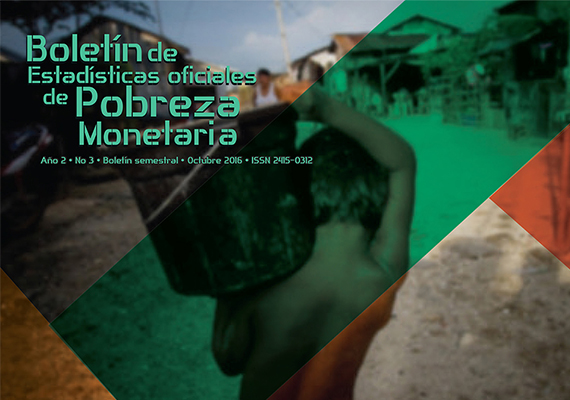 Boletín de
Estadísticas oficiales
de Pobreza
Monetaria
Año 2 • No 3 • Boletín semestral • Octubre 2016 • ISSN 2415-0312